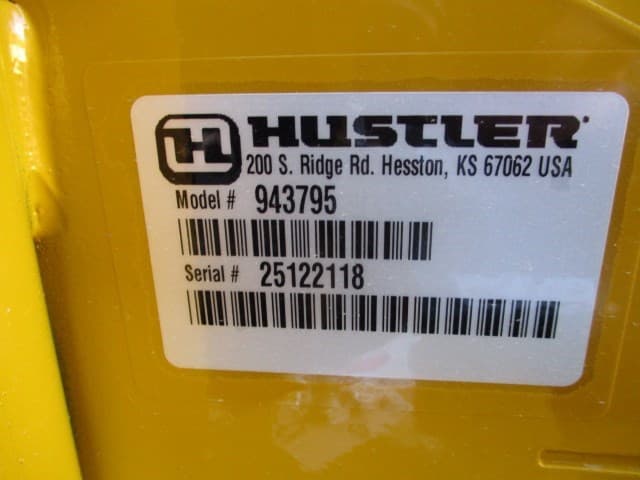 H HUSTLER
200 S. Ridge Rd. Hesston, KS 67062 USA
Model # 943795
Serial # 25122118